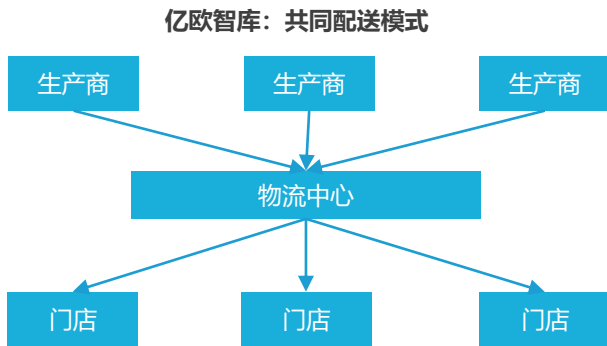 亿欧智库：共同配送模式
生产商 生产商 生产商
物流中心
门店 门店 门店